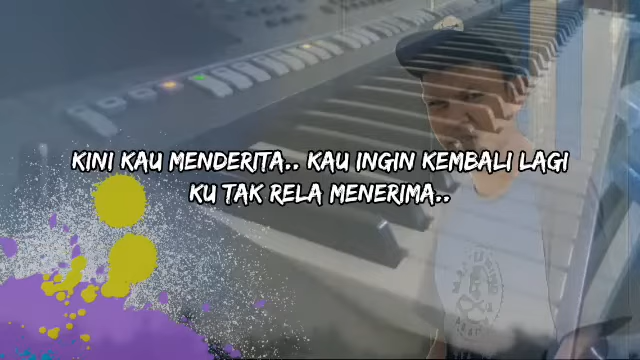 KINI KAU MENDERITA.. KAU INGIN KEMBALI LAGI
KU TAK RELA MENERIMA..